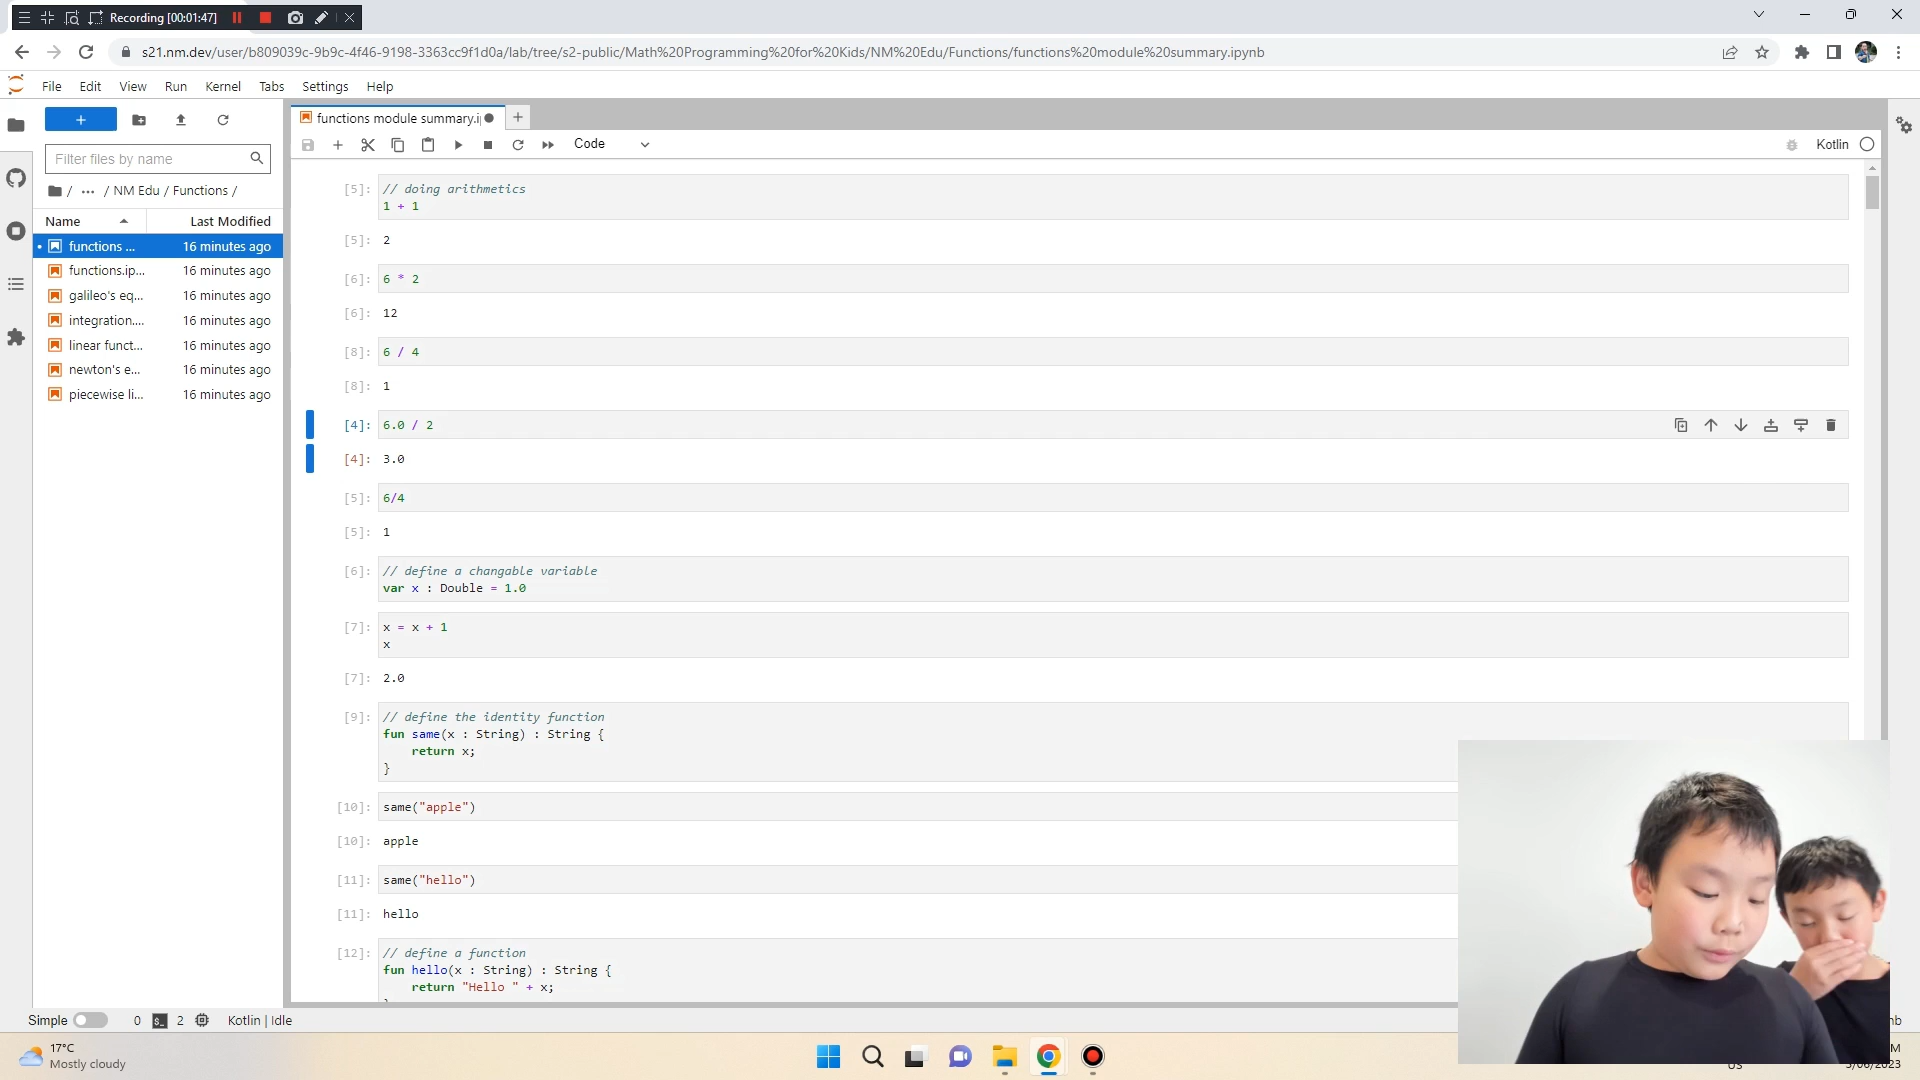 Recording [00:01:47]
s21.nm.dev/user/b809039c-9b9c-4f46-9198-3363cc9f1d0a/lab/tree/s2-public/Math%20Programming%20for%20Kids/NM%20Edu/Functions/functions%20module%20summary.ipynb
File Edit View Run Kernel Tabs Settings Help
functions module summary.i
Filter files by name
/ ... / NM Edu / Functions /
Name Last Modified
functions ... 16 minutes ago
functions.ip... 16 minutes ago
galileo's eq... 16 minutes ago
integration.... 16 minutes ago
linear funct... 16 minutes ago
newton's e... 16 minutes ago
piecewise li... 16 minutes ago
Code
Kotlin
[5]: // doing arithmetics
1 + 1
[5]: 2
[6]: 6 * 2
[6]: 12
[8]: 6 / 4
[8]: 1
[4]: 6.0 / 2
[4]: 3.0
[5]: 6/4
[5]: 1
[6]: // define a changable variable
var x : Double = 1.0
[7]: x = x + 1
x
[7]: 2.0
[9]: // define the identity function
fun same(x : String) : String {
return x;
}
[10]: same("apple")
[10]: apple
[11]: same("hello")
[11]: hello
[12]: // define a function
fun hello(x : String) : String {
return "Hello " + x;
Simple 0 2 Kotlin | Idle
17°C
Mostly cloudy